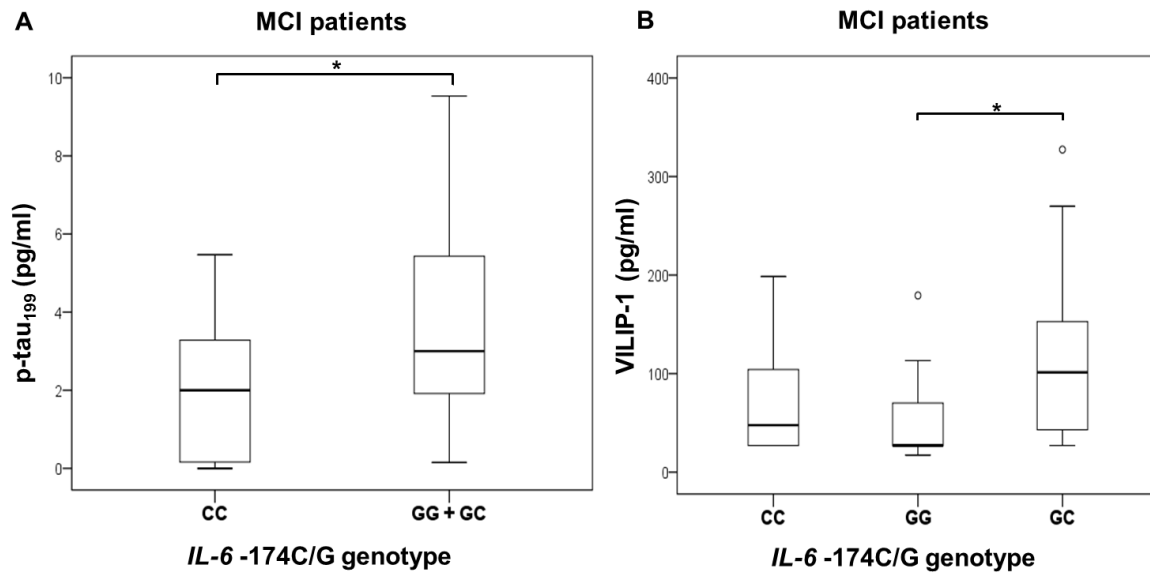 A
MCI patients
*
10
8
6
4
2
0
p-tau₁₉₉ (pg/ml)
CC
GG + GC
IL-6 -174C/G genotype
B
MCI patients
*
400
300
200
100
0
VILIP-1 (pg/ml)
CC
GG
GC
IL-6 -174C/G genotype